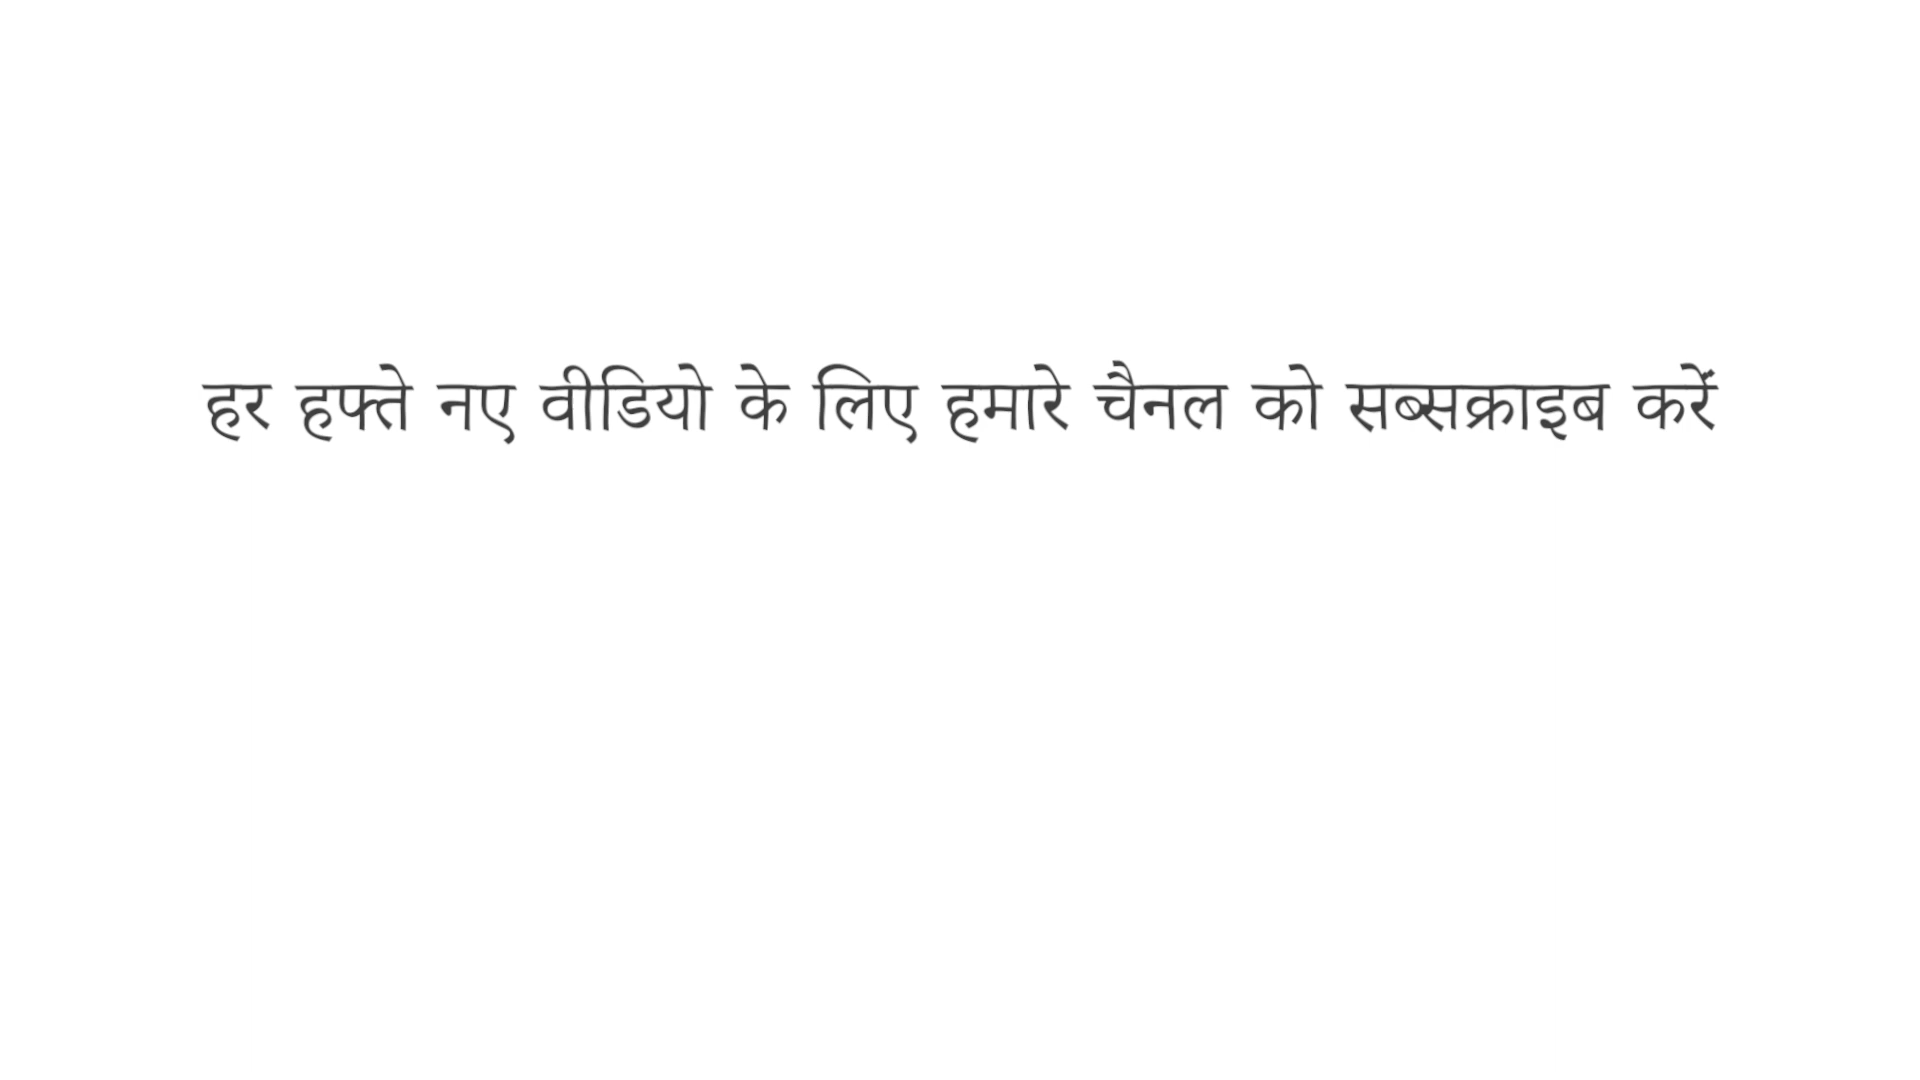 हर हफ्ते नए वीडियो के लिए हमारे चैनल को सब्सक्राइब करें